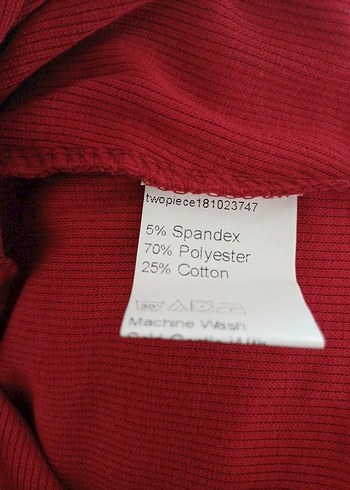 twopiece181023747
5% Spandex
70% Polyester
25% Cotton
Machine Wash